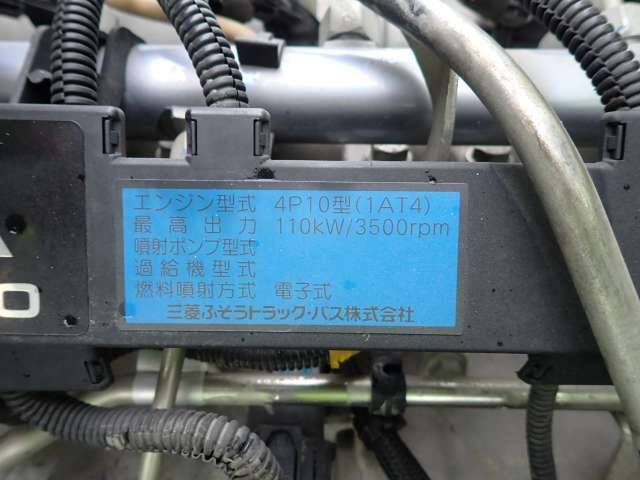 エンジン型式 4P10型(1AT4)
最高出力 110kW/3500rpm
噴射ポンプ型式
過給機型式
燃料噴射方式 電子式
三菱ふそうトラック・バス株式会社